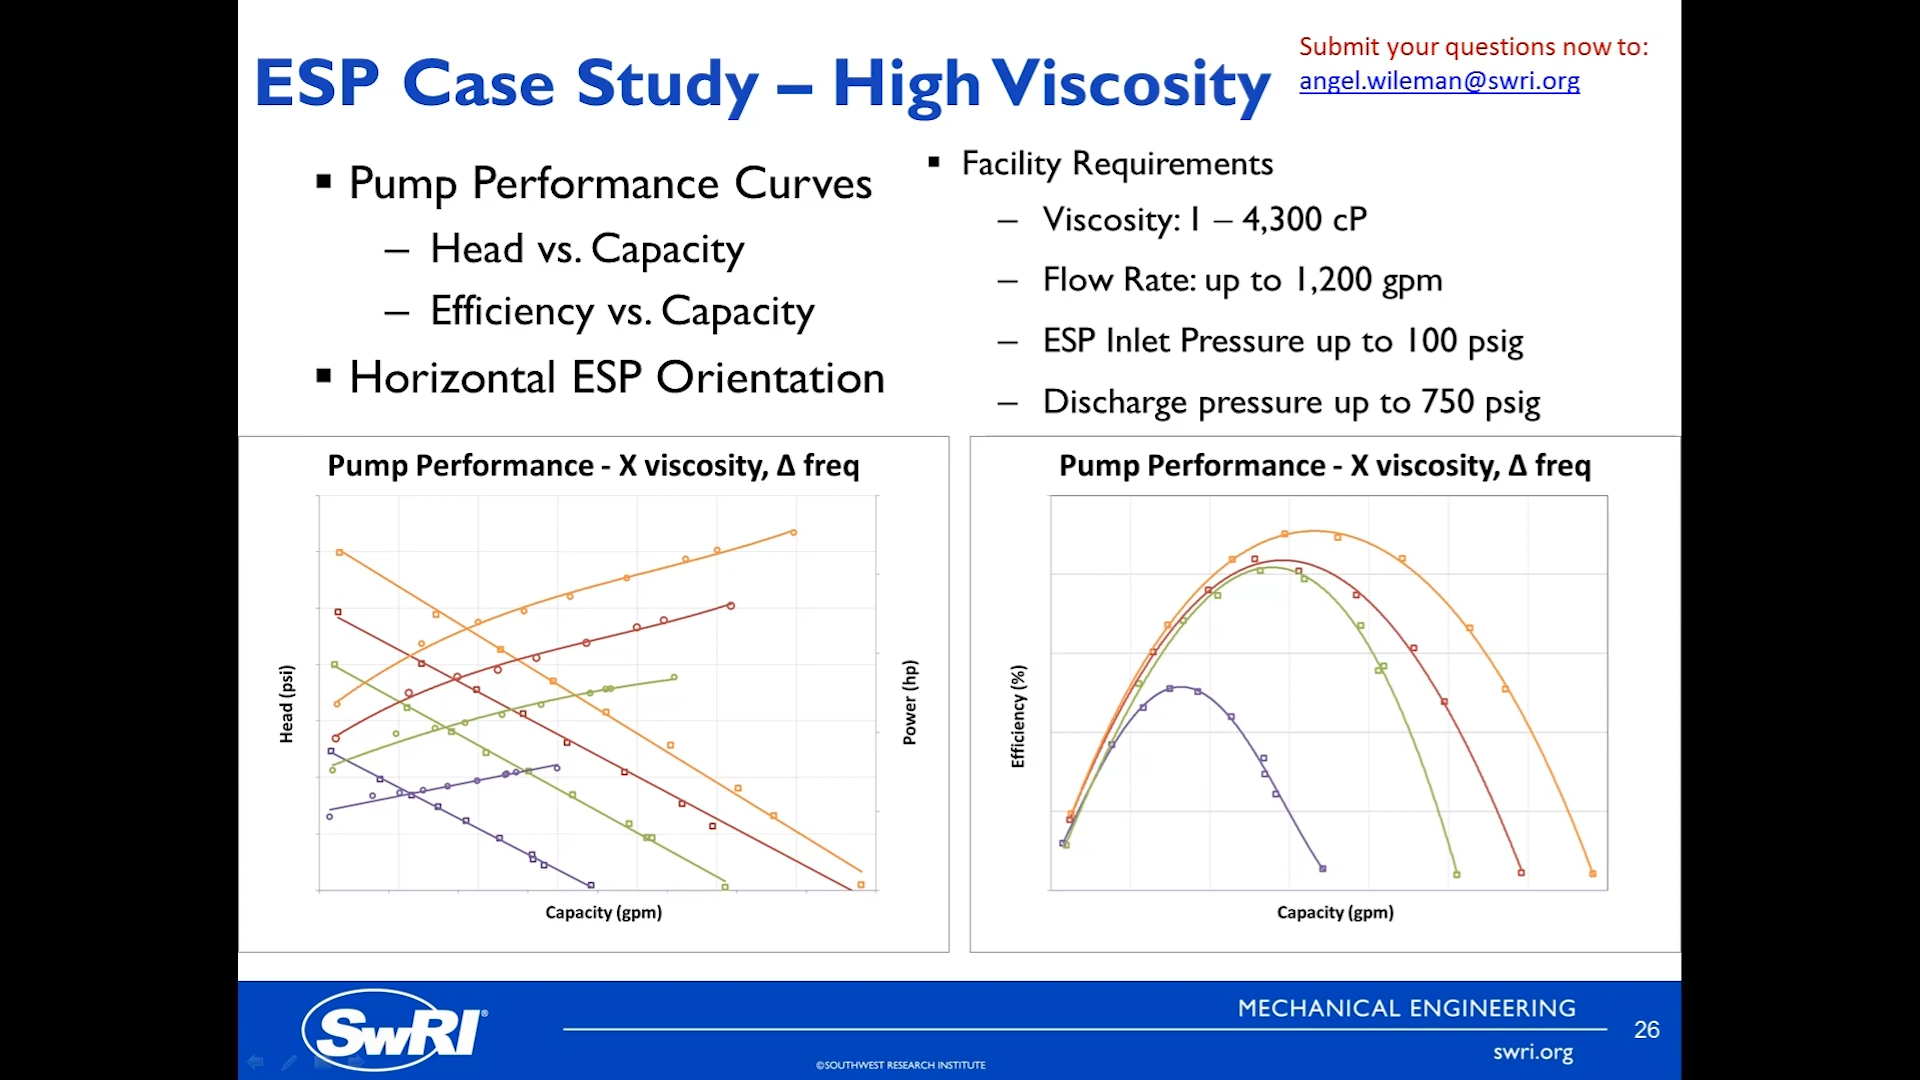 ESP Case Study – High Viscosity
Submit your questions now to:
angel.wileman@swri.org
▪ Pump Performance Curves
– Head vs. Capacity
– Efficiency vs. Capacity
▪ Horizontal ESP Orientation
▪ Facility Requirements
– Viscosity: 1 – 4,300 cP
– Flow Rate: up to 1,200 gpm
– ESP Inlet Pressure up to 100 psig
– Discharge pressure up to 750 psig
Pump Performance - X viscosity, Δ freq
Head (psi)
Power (hp)
Capacity (gpm)
Pump Performance - X viscosity, Δ freq
Efficiency (%)
Capacity (gpm)
SwRI®
MECHANICAL ENGINEERING
26
swri.org
©SOUTHWEST RESEARCH INSTITUTE